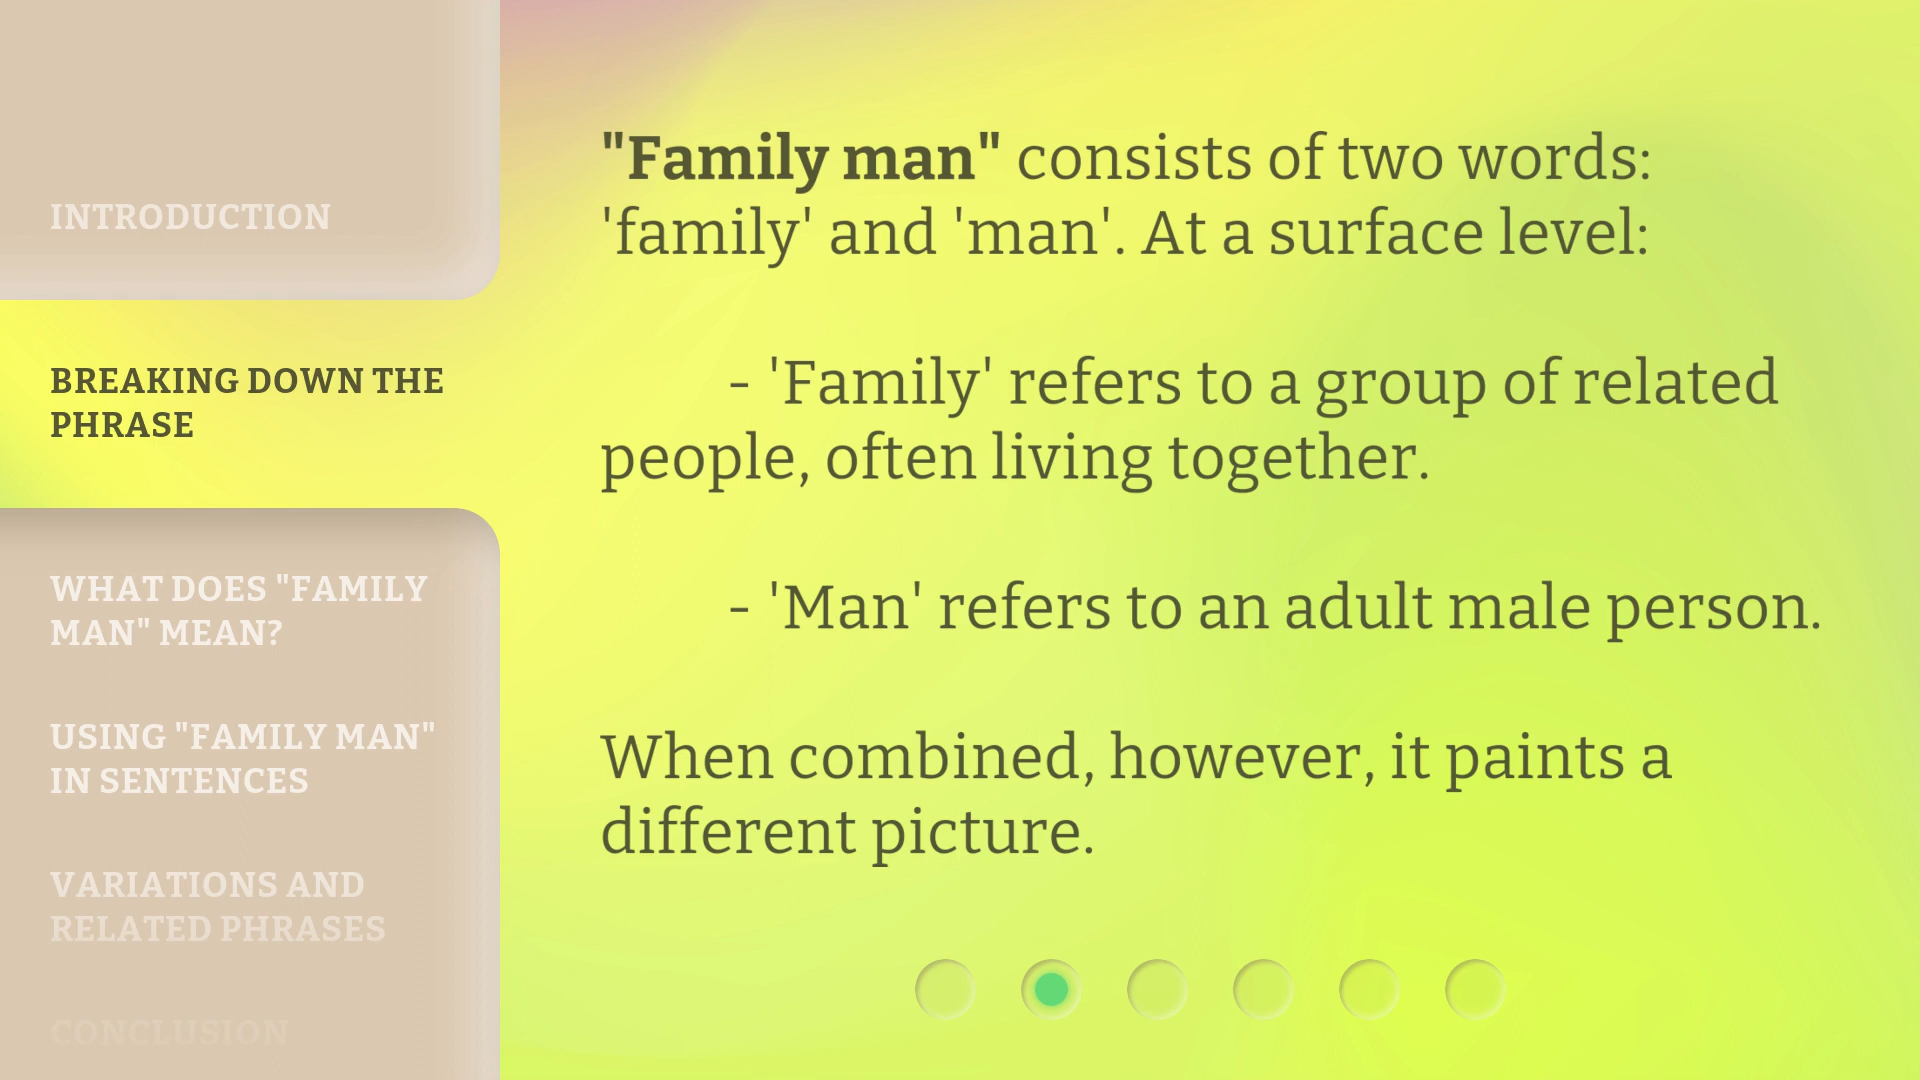 INTRODUCTION
BREAKING DOWN THE
PHRASE
WHAT DOES "FAMILY
MAN" MEAN?
USING "FAMILY MAN"
IN SENTENCES
VARIATIONS AND
RELATED PHRASES
CONCLUSION
"Family man" consists of two words:
'family' and 'man'. At a surface level:
- 'Family' refers to a group of related
people, often living together.
- 'Man' refers to an adult male person.
When combined, however, it paints a
different picture.